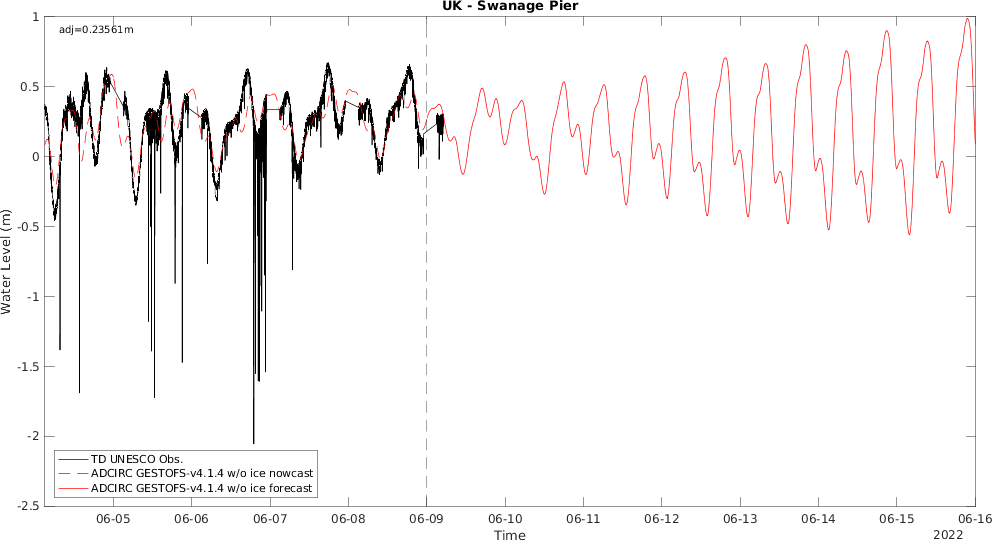 UK - Swanage Pier
adj=0.23561m
1
0.5
0
-0.5
-1
-1.5
-2
-2.5
Water Level (m)
TD UNESCO Obs.
ADCIRC GESTOFS-v4.1.4 w/o ice nowcast
ADCIRC GESTOFS-v4.1.4 w/o ice forecast
06-05 06-06 06-07 06-08 06-09 06-10 06-11 06-12 06-13 06-14 06-15 06-16
Time
2022